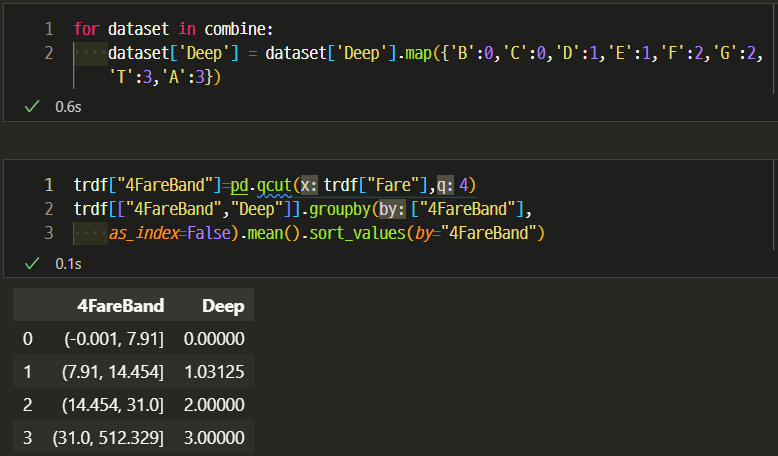 1 for dataset in combine:
2 dataset['Deep'] = dataset['Deep'].map({'B':0,'C':0,'D':1,'E':1,'F':2,'G':2,
'T':3,'A':3})
✓ 0.6s
1 trdf["4FareBand"]=pd.qcut(x: trdf["Fare"],q: 4)
2 trdf[["4FareBand","Deep"]].groupby(by: ["4FareBand"],
3 as_index=False).mean().sort_values(by="4FareBand")
✓ 0.1s
4FareBand Deep
0 (-0.001, 7.91] 0.00000
1 (7.91, 14.454] 1.03125
2 (14.454, 31.0] 2.00000
3 (31.0, 512.329] 3.00000